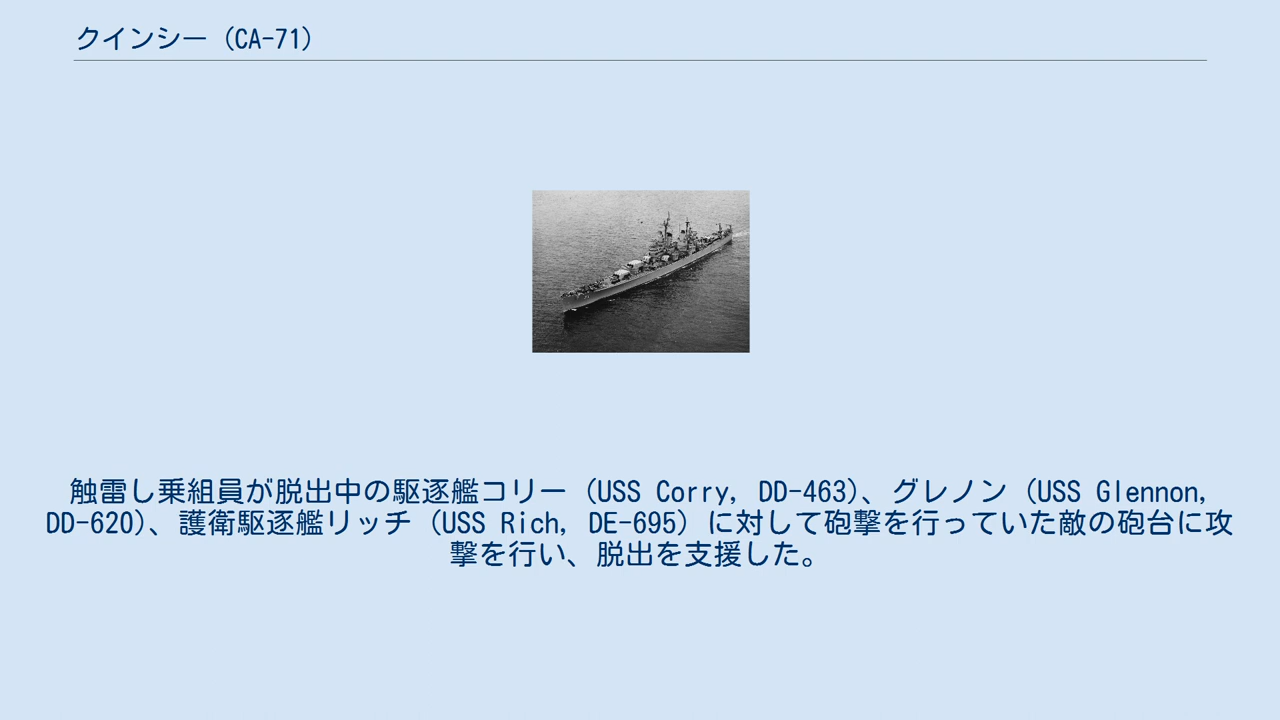 クインシー（CA-71）
触雷し乗組員が脱出中の駆逐艦コリー（USS Corry, DD-463）、グレノン（USS Glennon,
DD-620）、護衛駆逐艦リッチ（USS Rich, DE-695）に対して砲撃を行っていた敵の砲台に攻
撃を行い、脱出を支援した。